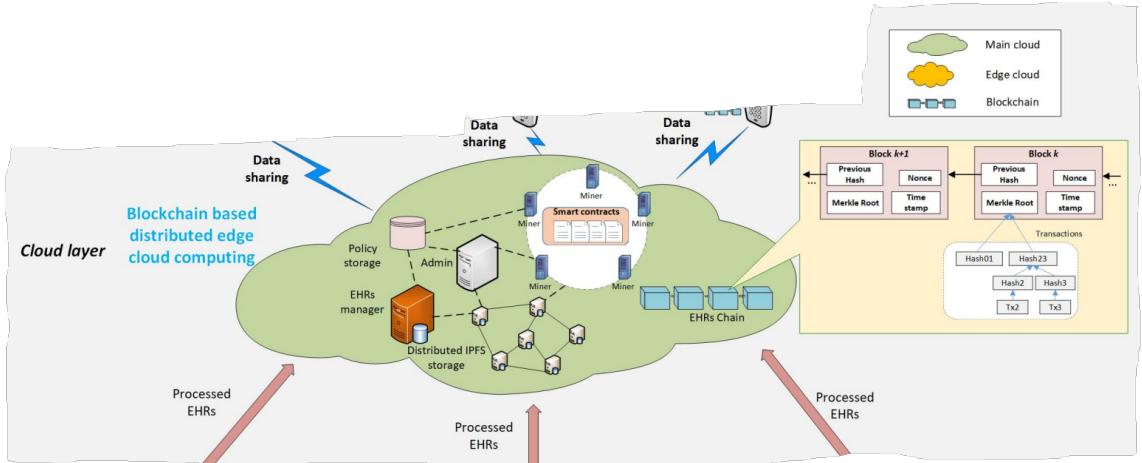 Main cloud
Edge cloud
Blockchain
Data
sharing
Data
sharing
Data
sharing
Blockchain based
distributed edge
cloud computing
Cloud layer
Policy
storage
Admin
EHRs
manager
Distributed IPFS
storage
Miner
Miner
Miner
Smart contracts
Miner
Miner
EHRs Chain
Block k+1
Previous
Hash
Nonce
Merkle Root
Time
stamp
...
Block k
Previous
Hash
Nonce
Merkle Root
Time
stamp
...
Transactions
Hash01
Hash23
Hash2
Hash3
Tx2
Tx3
Processed
EHRs
Processed
EHRs
Processed
EHRs